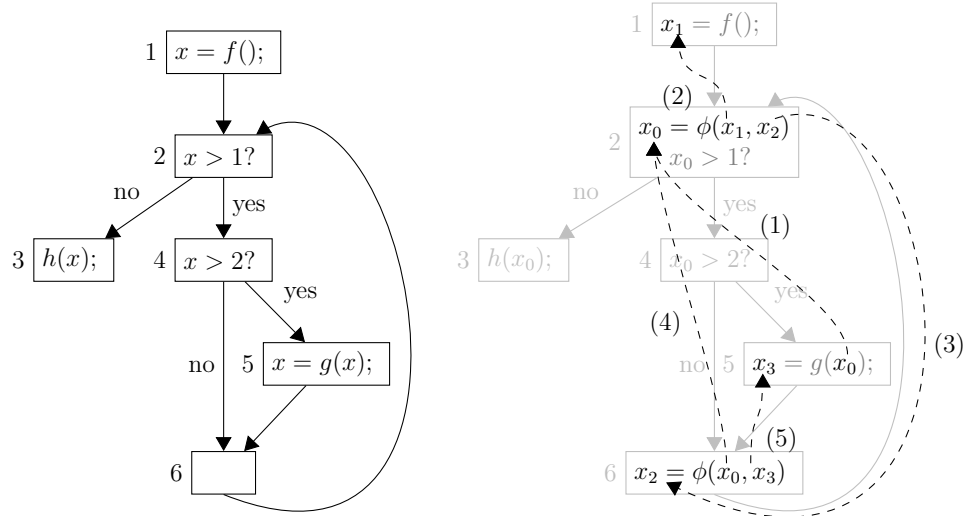 1 x = f();
2 x > 1?
no
yes
3 h(x);
4 x > 2?
yes
no
5 x = g(x);
6
1 x₁ = f();
(2)
2 x₀ = ϕ(x₁, x₂)
x₀ > 1?
no
yes
(1)
3 h(x₀);
4 x₀ > 2?
yes
(4)
(3)
no
5 x₃ = g(x₀);
(5)
6 x₂ = ϕ(x₀, x₃)